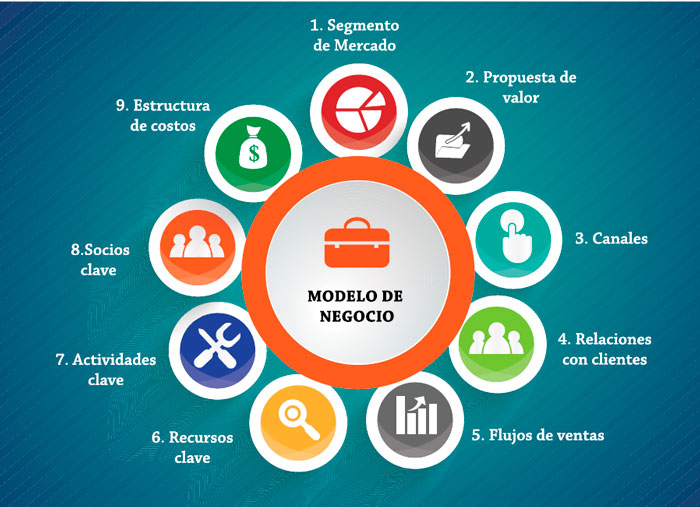 1. Segmento
de Mercado
2. Propuesta de
valor
3. Canales
4. Relaciones
con clientes
5. Flujos de ventas
6. Recursos
clave
7. Actividades
clave
8.Socios
clave
9. Estructura
de costos
$
MODELO DE
NEGOCIO